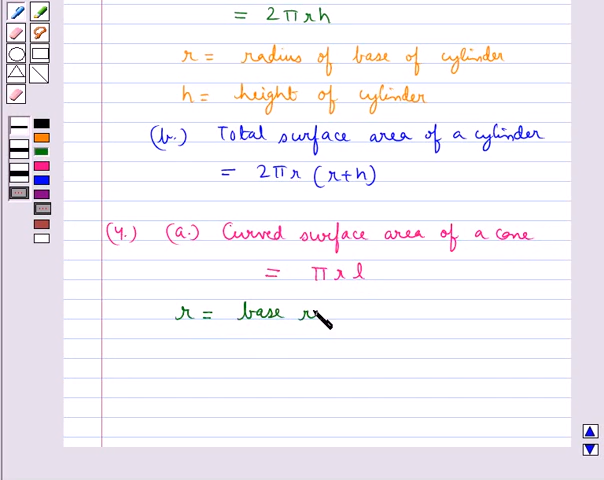 = 2πrh
r = radius of base of cylinder
h = height of cylinder
(b.) Total surface area of a cylinder
= 2πr (r+h)
(4.) (a.) Curved surface area of a cone
= πrl
r = base